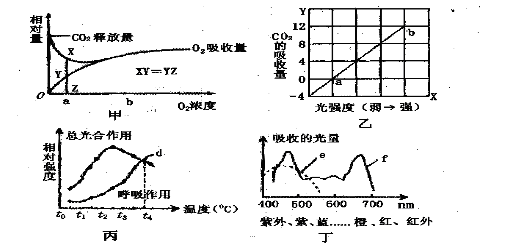 相对量
CO₂释放量
O₂吸收量
X
Y
Z
XY=YZ
O
a
b
O₂浓度
甲
Y
CO₂的吸收量
12
8
4
0
-4
a
b
X
光强度（弱→强）
乙
总光合作用
相对强度
d
呼吸作用
t₀ t₁ t₂ t₃ t₄ 温度(℃)
丙
吸收的光量
e
f
400 500 600 700 nm
紫外、紫、蓝……橙、红、红外
丁